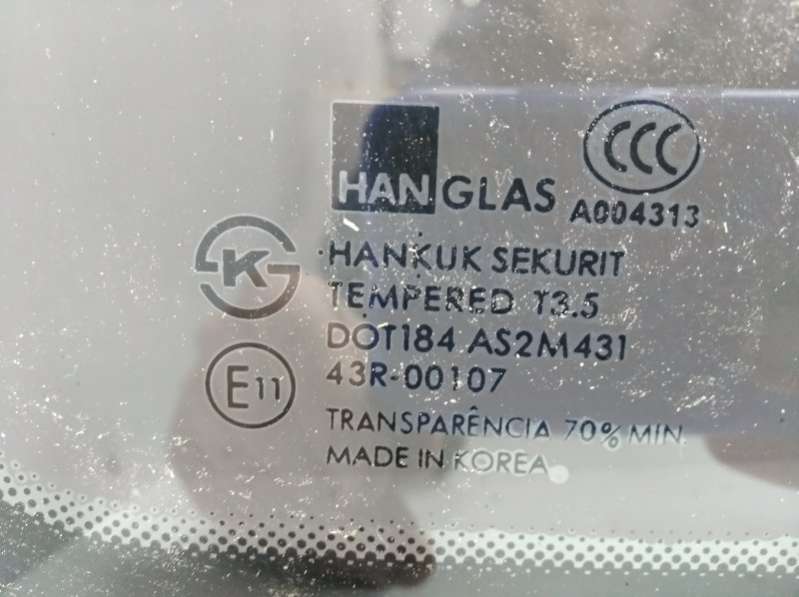 HANGLAS
CCC
A004313
K
HANKUK SEKURIT
TEMPERED T3.5
DOT184 AS2M431
E11
43R-00107
TRANSPARÊNCIA 70% MIN.
MADE IN KOREA